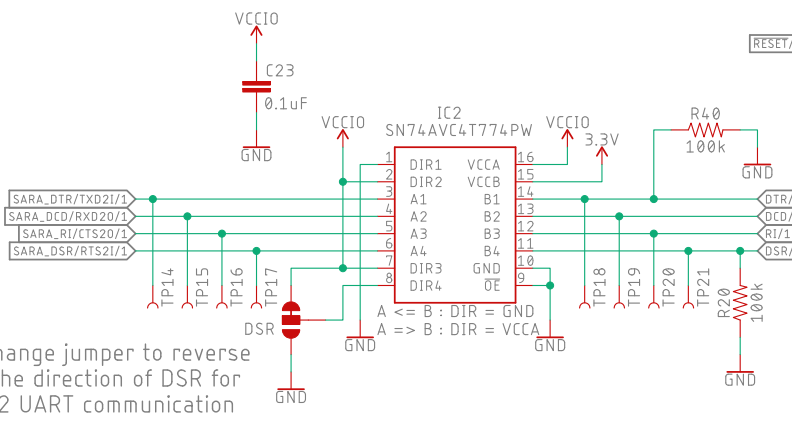 VCCIO
C23
0.1uF
GND
RESET/
IC2
SN74AVC4T774PW
VCCIO
VCCIO
3.3V
R40
100k
GND
1 DIR1 VCCA 16
2 DIR2 VCCB 15
3 A1 B1 14
4 A2 B2 13
5 A3 B3 12
6 A4 B4 11
7 DIR3 GND 10
8 DIR4 OE 9
SARA_DTR/TXD2I/1
SARA_DCD/RXD2O/1
SARA_RI/CTS2O/1
SARA_DSR/RTS2I/1
DTR/
DCD/
RI/1
DSR/
TP14
TP15
TP16
TP17
TP18
TP19
TP20
TP21
R20
100k
GND
DSR
GND
A <= B : DIR = GND
A => B : DIR = VCCA
GND
GND
hange jumper to reverse
he direction of DSR for
2 UART communication